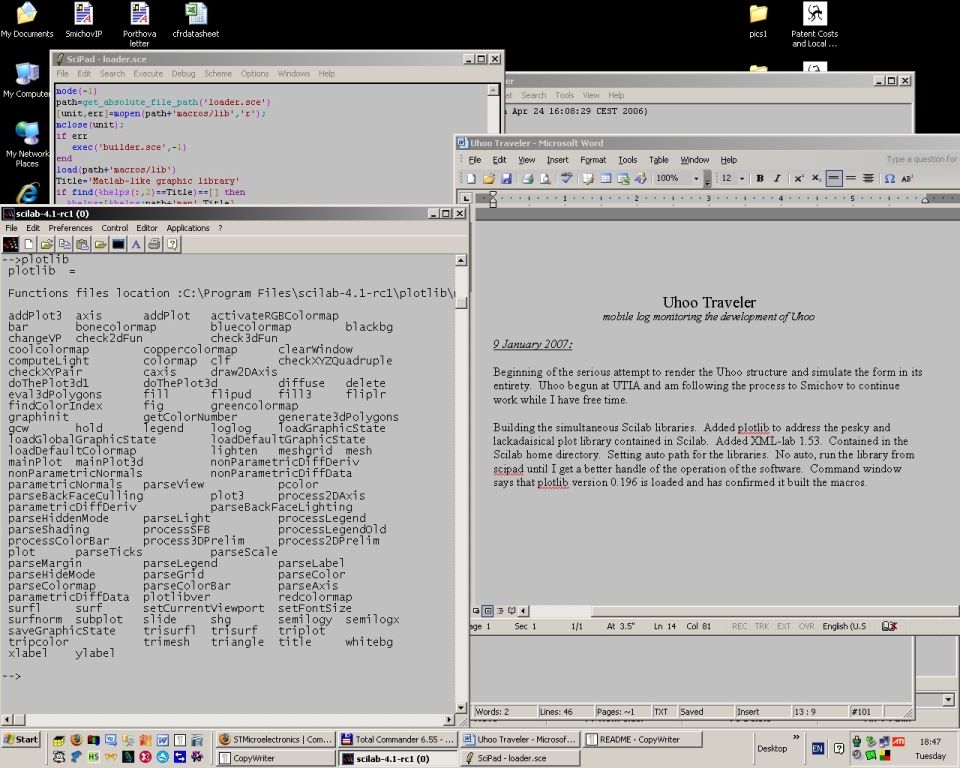 My Documents
SmichovIP
Porthova letter
cfrdatasheet
pics1
Patent Costs and Local ...
My Compute
My Network Places
SciPad - loader.sce
File Edit Search Execute Debug Scheme Options Windows Help
mode(-1)
path=get_absolute_file_path('loader.sce')
[unit,err]=mopen(path+'macros/lib','r');
mclose(unit);
if err
exec('builder.sce',-1)
end
load(path+'macros/lib')
Title='Matlab-like graphic library'
if find(%helps(:,2)==Title)==[] then
Search Tools View Help
Apr 24 16:08:29 CEST 2006)
Uhoo Traveler - Microsoft Word
File Edit View Insert Format Tools Table Window Help
Type a question for
100% 12 B I
1 2 3 4 5
Uhoo Traveler
mobile log monitoring the development of Uhoo
9 January 2007:
Beginning of the serious attempt to render the Uhoo structure and simulate the form in its
entirety. Uhoo begun at UTIA and am following the process to Smichov to continue
work while I have free time.
Building the simultaneous Scilab libraries. Added plotlib to address the pesky and
lackadaisical plot library contained in Scilab. Added XML-lab 1.53. Contained in the
Scilab home directory. Setting auto path for the libraries. No auto, run the library from
scipad until I get a better handle of the operation of the software. Command window
says that plotlib version 0.196 is loaded and has confirmed it built the macros.
age 1 Sec 1 1/1 At 3.5" Ln 14 Col 81 REC TRK EXT OVR English (U.S
Words: 2 Lines: 46 Pages: ~1 TXT Saved Insert 13 : 9 #101
scilab-4.1-rc1 (0)
File Edit Preferences Control Editor Applications ?
-->plotlib
plotlib =
Functions files location :C:\Program Files\scilab-4.1-rc1\plotlib\
addPlot3 axis addPlot activateRGBColormap
bar bonecolormap bluecolormap blackbg
changeVP check2dFun check3dFun
coolcolormap coppercolormap clearWindow
computeLight colormap clf checkXYZQuadruple
checkXYPair caxis draw2DAxis
doThePlot3d1 doThePlot3d diffuse delete
eval3dPolygons fill flipud fill3 fliplr
findColorIndex fig greencolormap
graphinit getColorNumber generate3dPolygons
gcw hold legend loglog loadGraphicState
loadGlobalGraphicState loadDefaultGraphicState
loadDefaultColormap lighten meshgrid mesh
mainPlot mainPlot3d nonParametricDiffDeriv
nonParametricNormals nonParametricDiffData
parametricNormals parseView pcolor
parseBackFaceCulling plot3 process2DAxis
parametricDiffDeriv parseBackFaceLighting
parseHiddenMode parseLight processLegend
parseShading processSFB processLegendOld
processColorBar process3DPrelim process2DPrelim
plot parseTicks parseScale
parseMargin parseLegend parseLabel
parseHideMode parseGrid parseColor
parseColormap parseColorBar parseAxis
parametricDiffData plotlibver redcolormap
surfl surf setCurrentViewport setFontSize
surfnorm subplot slide shg semilogy semilogx
saveGraphicState trisurfl trisurf triplot
tripcolor trimesh triangle title whitebg
xlabel ylabel
-->
Start
STMicroelectronics | Com...
Total Commander 6.55 - ...
Uhoo Traveler - Microsof...
README - CopyWriter
CopyWriter
scilab-4.1-rc1 (0)
SciPad - loader.sce
Desktop
EN
18:47
Tuesday